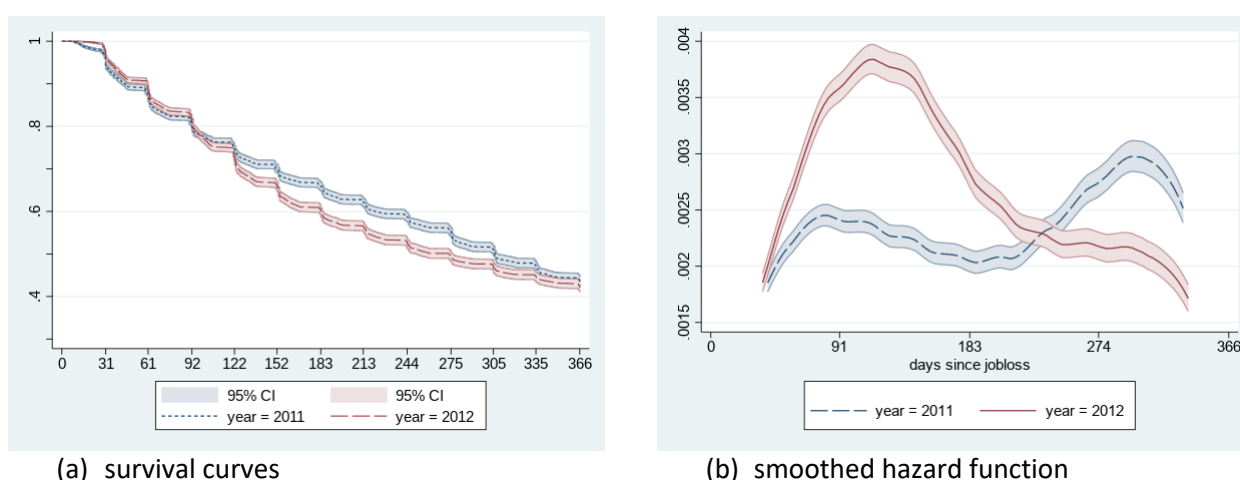 1
.8
.6
.4
0 31 61 92 122 152 183 213 244 275 305 335 366
95% CI 95% CI
year = 2011 year = 2012
(a) survival curves
.004
.0035
.003
.0025
.002
.0015
0 91 183 274 366
days since jobloss
year = 2011 year = 2012
(b) smoothed hazard function